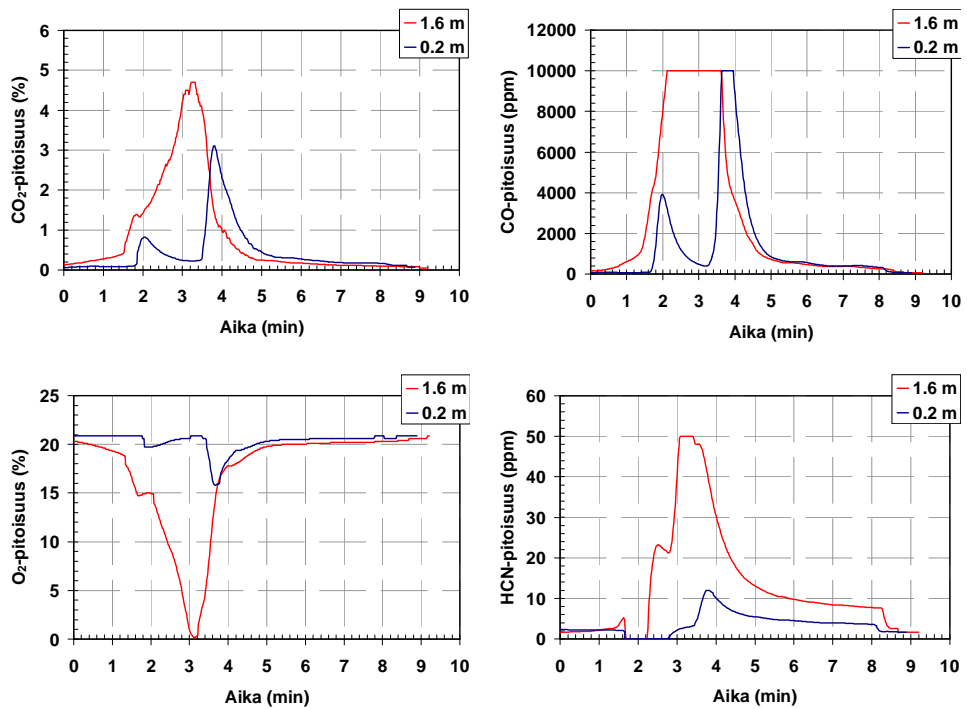 1.6 m
0.2 m
CO₂-pitoisuus (%)
6
5
4
3
2
1
0
0 1 2 3 4 5 6 7 8 9 10
Aika (min)
1.6 m
0.2 m
CO-pitoisuus (ppm)
12000
10000
8000
6000
4000
2000
0
0 1 2 3 4 5 6 7 8 9 10
Aika (min)
1.6 m
0.2 m
O₂-pitoisuus (%)
25
20
15
10
5
0
0 1 2 3 4 5 6 7 8 9 10
Aika (min)
1.6 m
0.2 m
HCN-pitoisuus (ppm)
60
50
40
30
20
10
0
0 1 2 3 4 5 6 7 8 9 10
Aika (min)